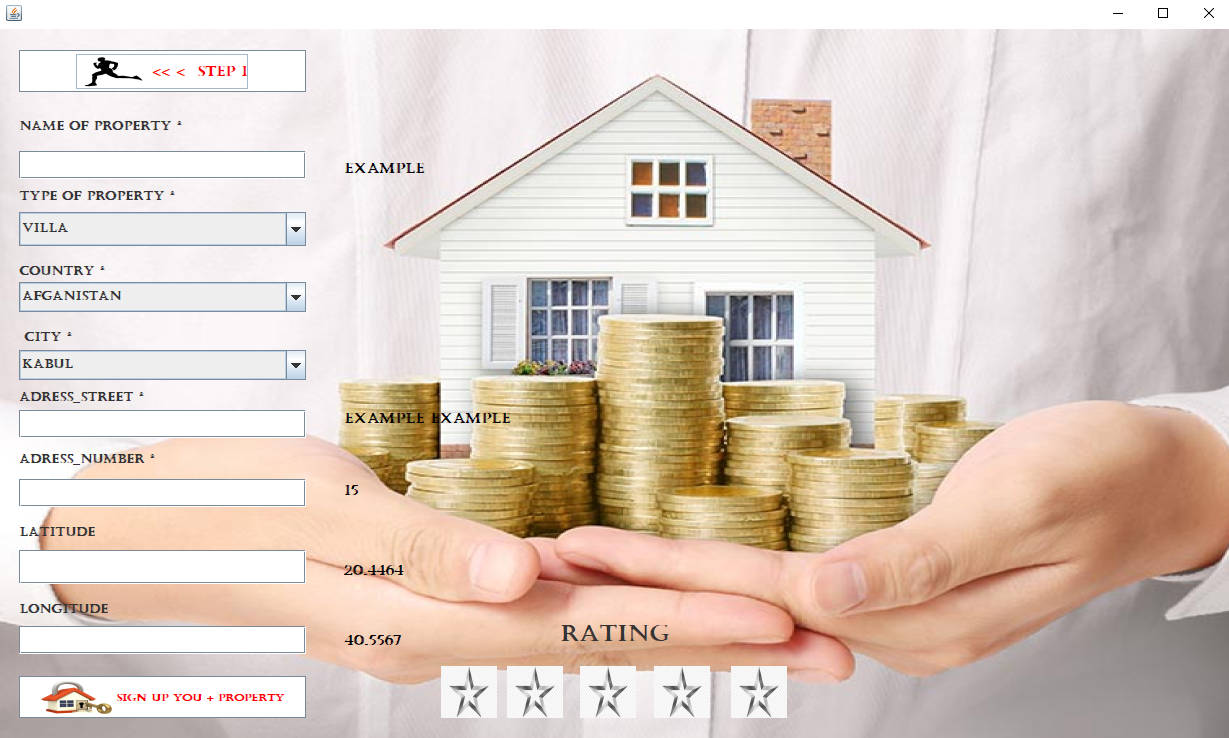 << < STEP 1
NAME OF PROPERTY *
EXAMPLE
TYPE OF PROPERTY *
VILLA
COUNTRY *
AFGANISTAN
CITY *
KABUL
ADRESS_STREET *
EXAMPLE EXAMPLE
ADRESS_NUMBER *
15
LATITUDE
20.4464
LONGITUDE
40.5567
RATING
SIGN UP YOU + PROPERTY